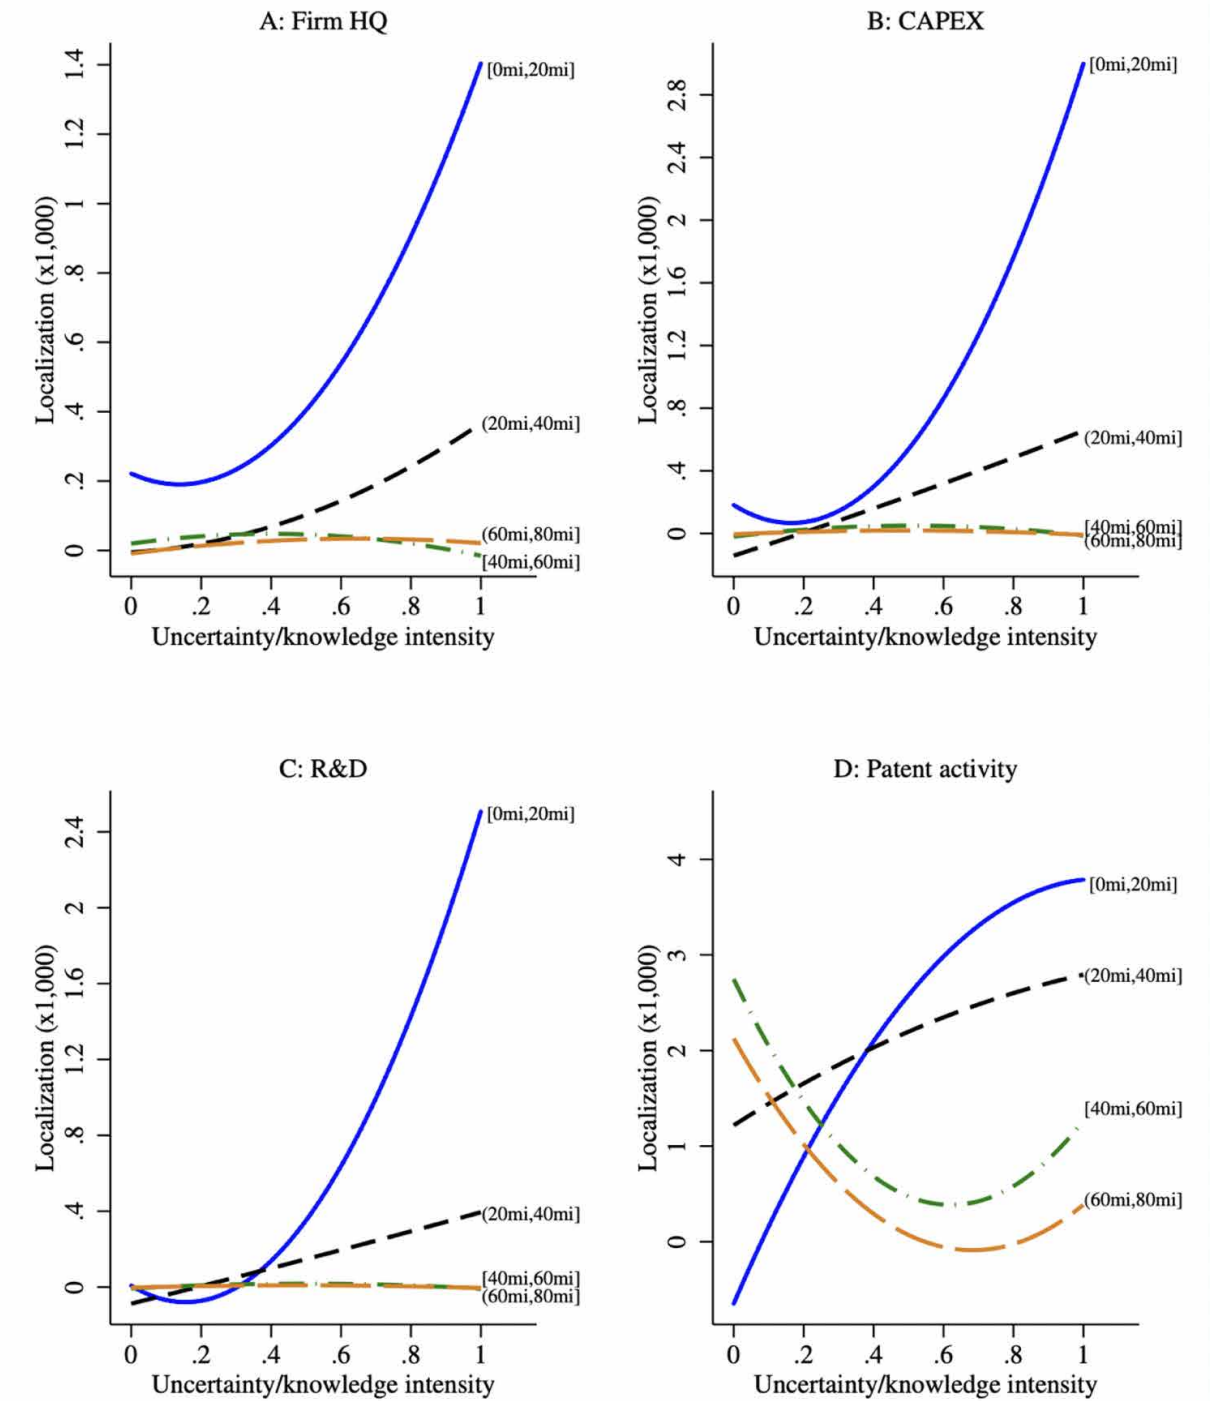 A: Firm HQ
Localization (x1,000)
1.4
1.2
1
.8
.6
.4
.2
0
[0mi,20mi]
(20mi,40mi]
(60mi,80mi]
[40mi,60mi]
0 .2 .4 .6 .8 1
Uncertainty/knowledge intensity
B: CAPEX
Localization (x1,000)
2.8
2.4
2
1.6
1.2
.8
.4
0
[0mi,20mi]
(20mi,40mi]
[40mi,60mi]
(60mi,80mi]
0 .2 .4 .6 .8 1
Uncertainty/knowledge intensity
C: R&D
Localization (x1,000)
2.4
2
1.6
1.2
.8
.4
0
[0mi,20mi]
(20mi,40mi]
[40mi,60mi]
(60mi,80mi]
0 .2 .4 .6 .8 1
Uncertainty/knowledge intensity
D: Patent activity
Localization (x1,000)
4
3
2
1
0
[0mi,20mi]
(20mi,40mi]
[40mi,60mi]
(60mi,80mi]
0 .2 .4 .6 .8 1
Uncertainty/knowledge intensity